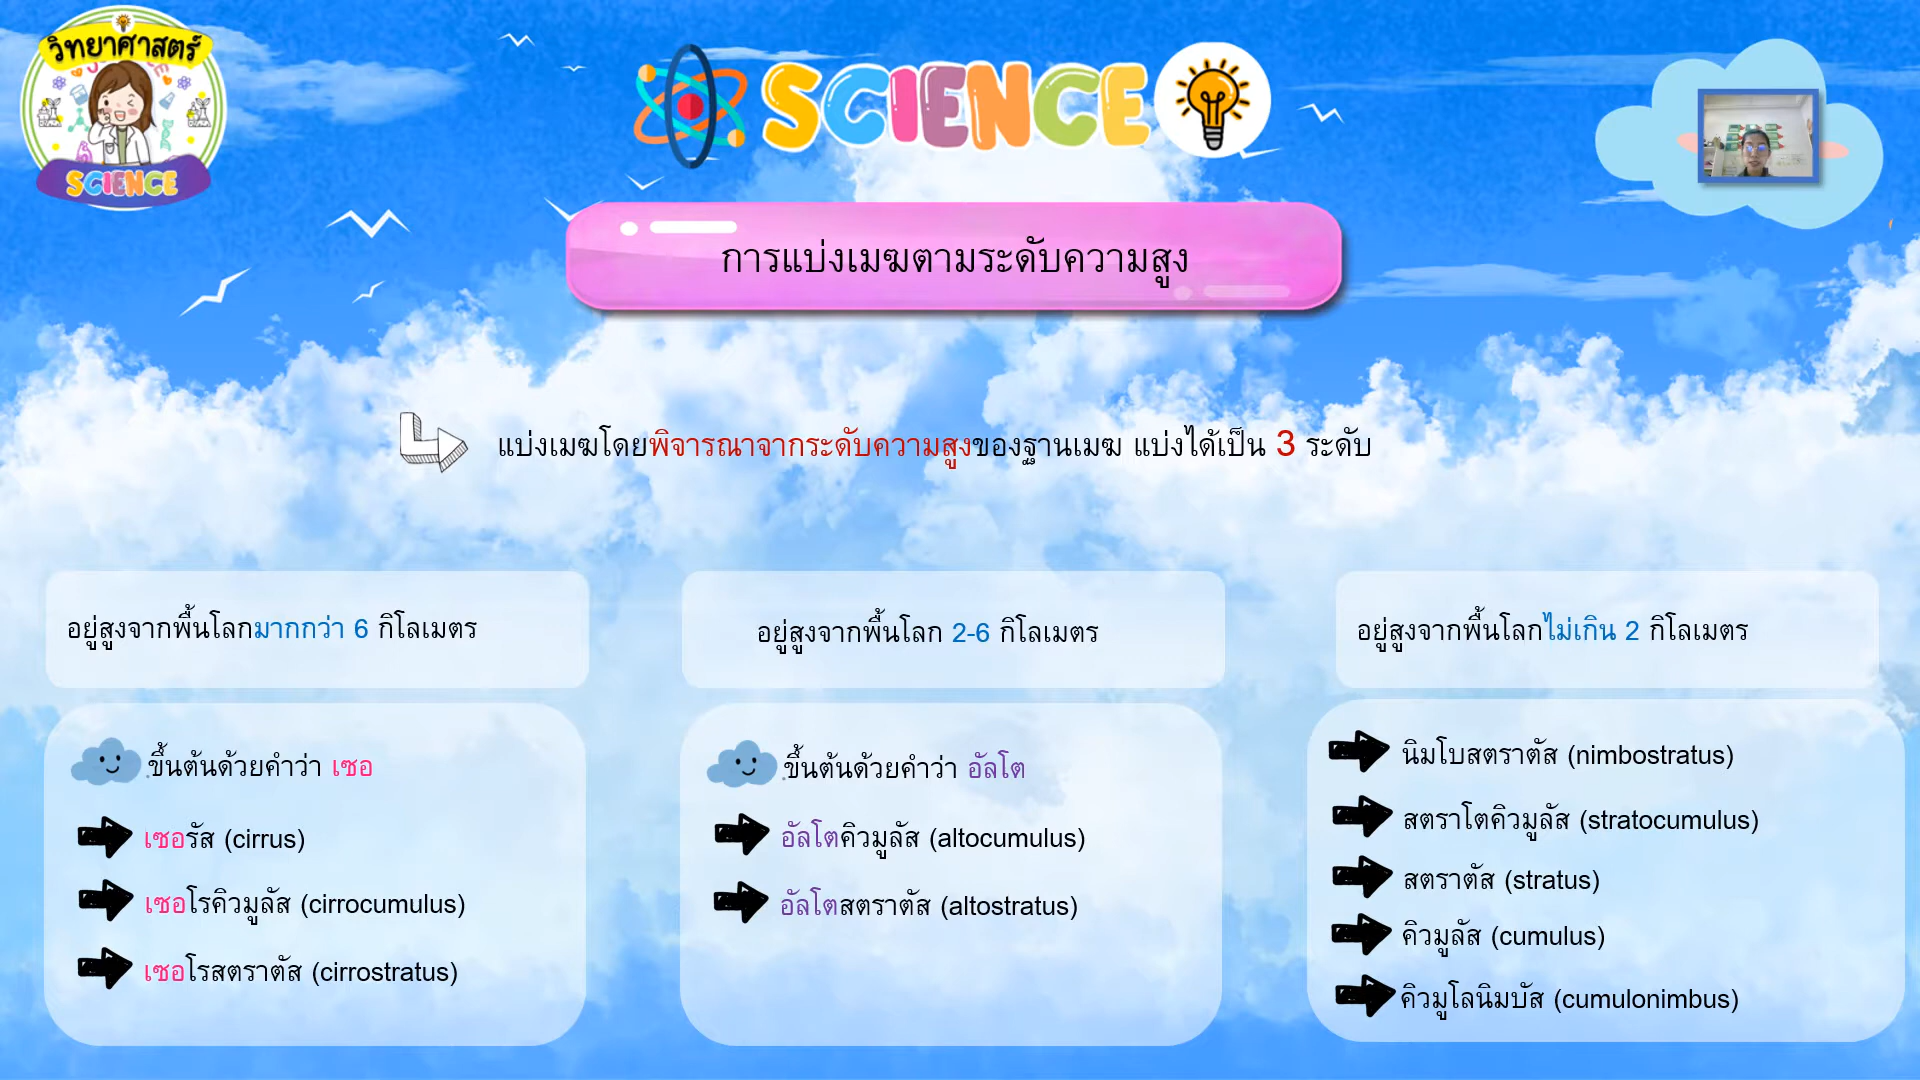 วิทยาศาสตร์
SCIENCE
SCIENCE
การแบ่งเมฆตามระดับความสูง
แบ่งเมฆโดยพิจารณาจากระดับความสูงของฐานเมฆ แบ่งได้เป็น 3 ระดับ
อยู่สูงจากพื้นโลกมากกว่า 6 กิโลเมตร
ขึ้นต้นด้วยคำว่า เซอ
เซอรัส (cirrus)
เซอโรคิวมูลัส (cirrocumulus)
เซอโรสตราตัส (cirrostratus)
อยู่สูงจากพื้นโลก 2-6 กิโลเมตร
ขึ้นต้นด้วยคำว่า อัลโต
อัลโตคิวมูลัส (altocumulus)
อัลโตสตราตัส (altostratus)
อยู่สูงจากพื้นโลกไม่เกิน 2 กิโลเมตร
นิมโบสตราตัส (nimbostratus)
สตราโตคิวมูลัส (stratocumulus)
สตราตัส (stratus)
คิวมูลัส (cumulus)
คิวมูโลนิมบัส (cumulonimbus)